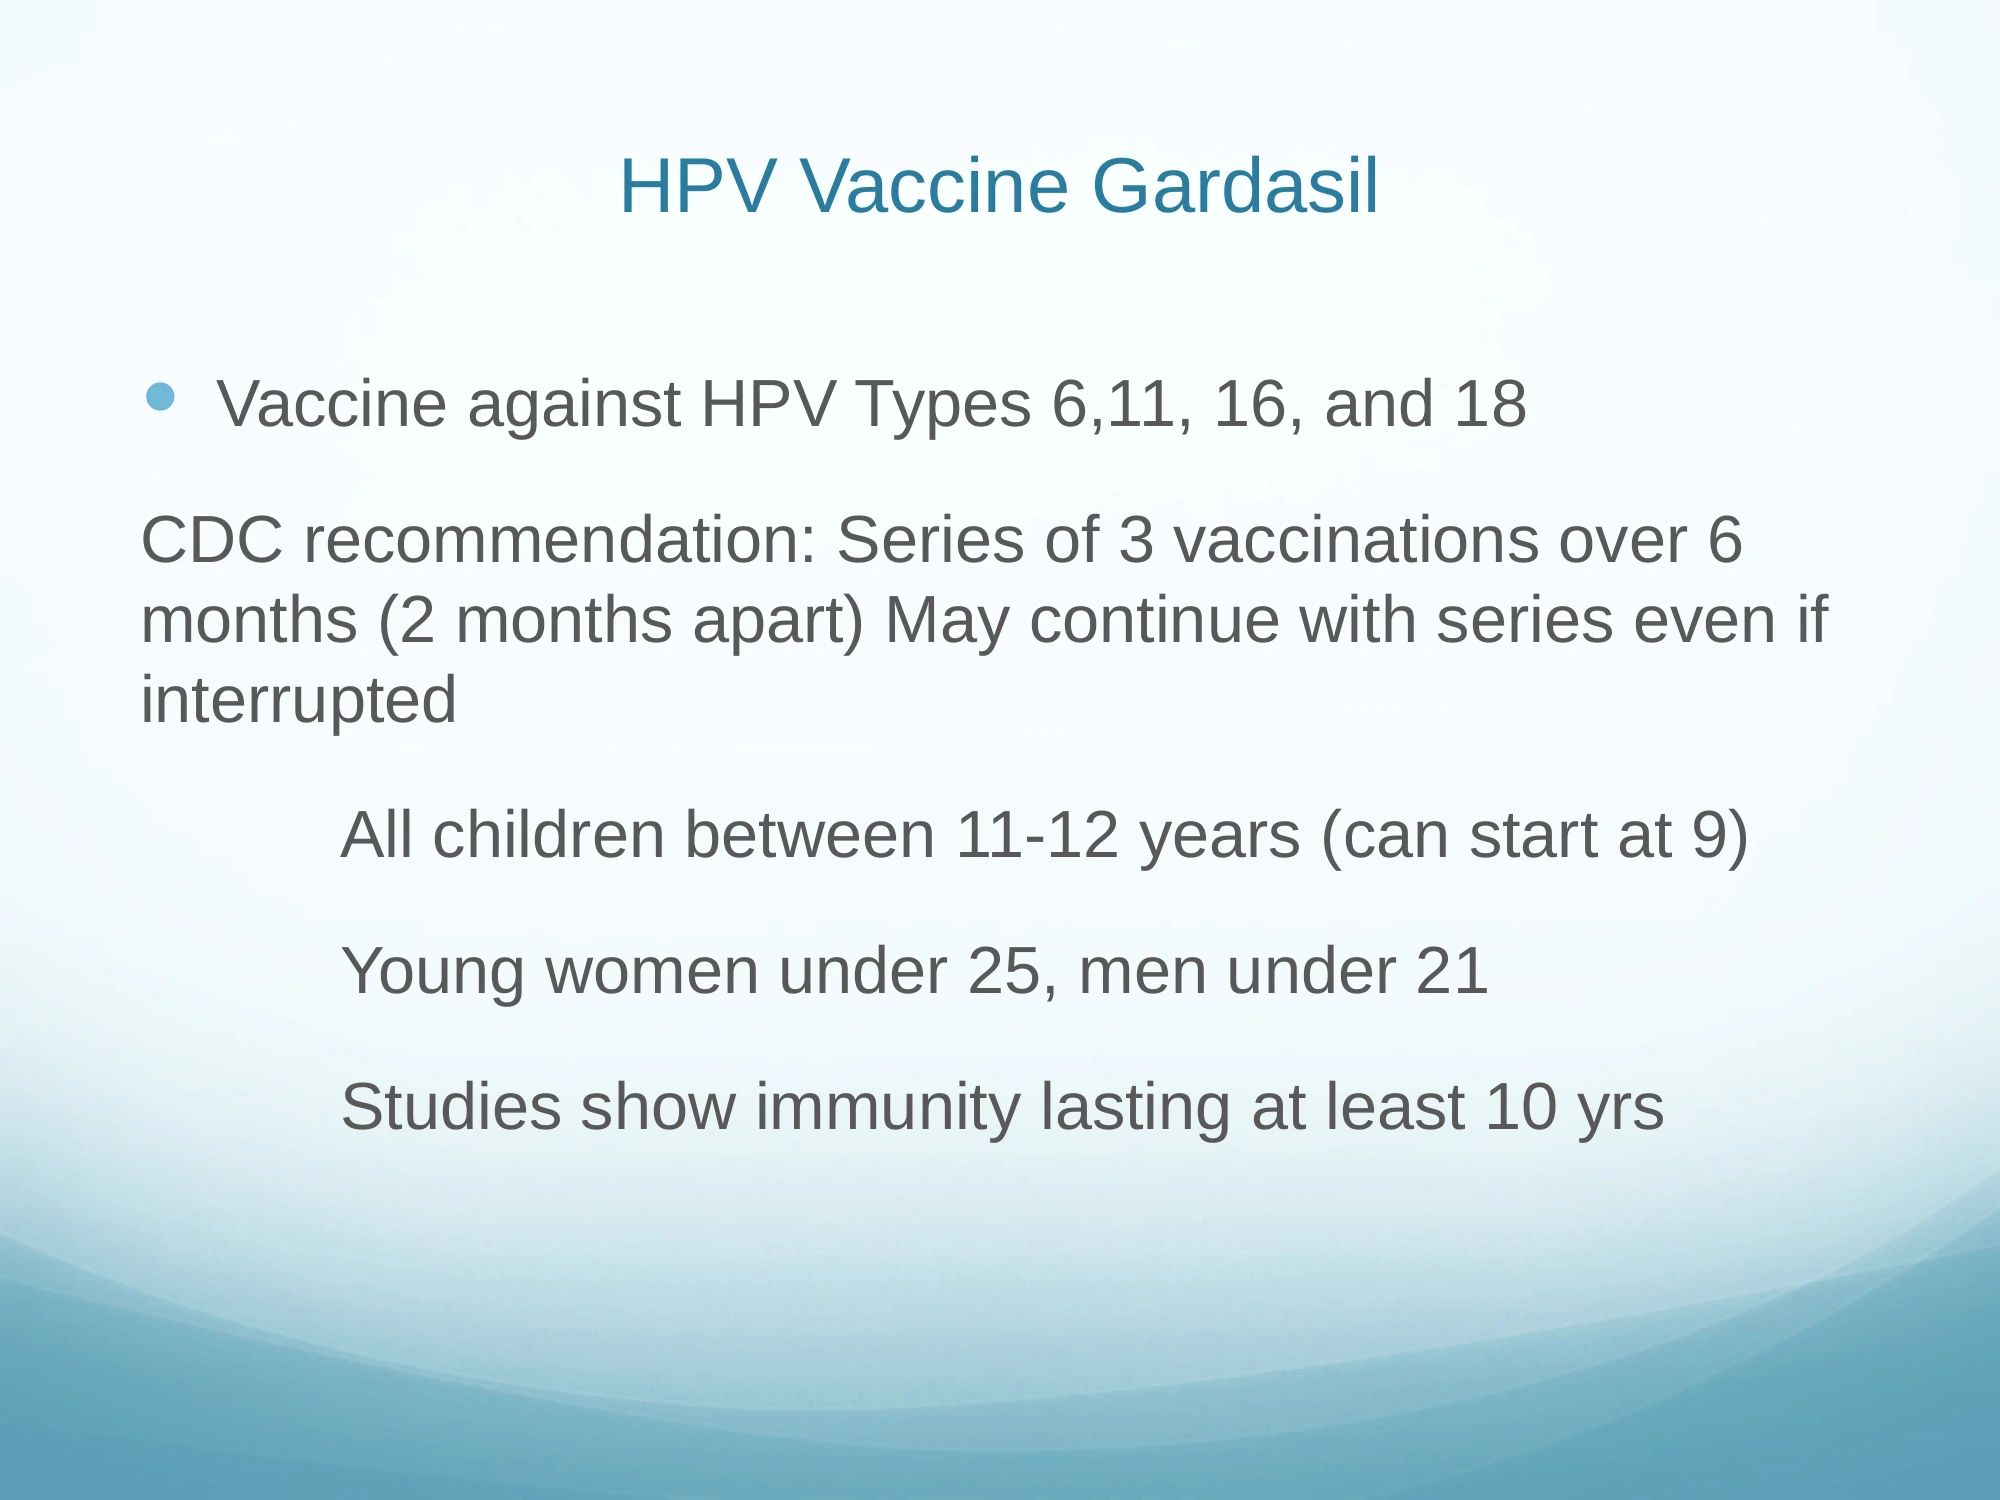 HPV Vaccine Gardasil
• Vaccine against HPV Types 6,11, 16, and 18
CDC recommendation: Series of 3 vaccinations over 6
months (2 months apart) May continue with series even if
interrupted
All children between 11-12 years (can start at 9)
Young women under 25, men under 21
Studies show immunity lasting at least 10 yrs